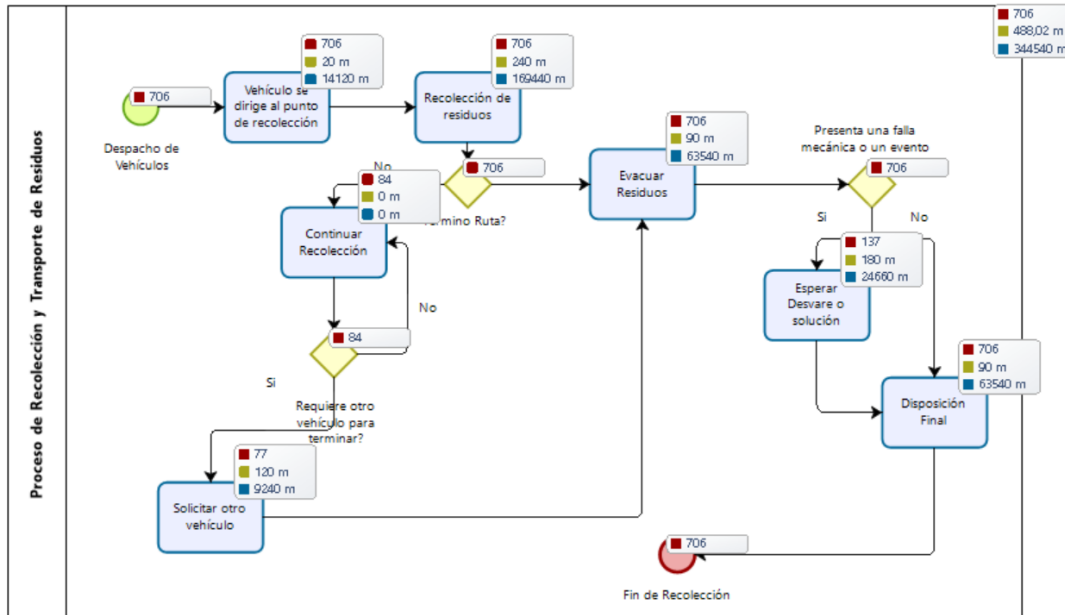 Proceso de Recolección y Transporte de Residuos
706
488,02 m
344540 m
706
Despacho de
Vehículos
706
20 m
14120 m
Vehículo se
dirige al punto
de recolección
706
240 m
169440 m
Recolección de
residuos
706
Termino Ruta?
No
84
0 m
0 m
Continuar
Recolección
No
84
Si
Requiere otro
vehículo para
terminar?
77
120 m
9240 m
Solicitar otro
vehículo
706
90 m
63540 m
Evacuar
Residuos
Presenta una falla
mecánica o un evento
706
Si
No
137
180 m
24660 m
Esperar
Desvare o
solución
706
90 m
63540 m
Disposición
Final
706
Fin de Recolección